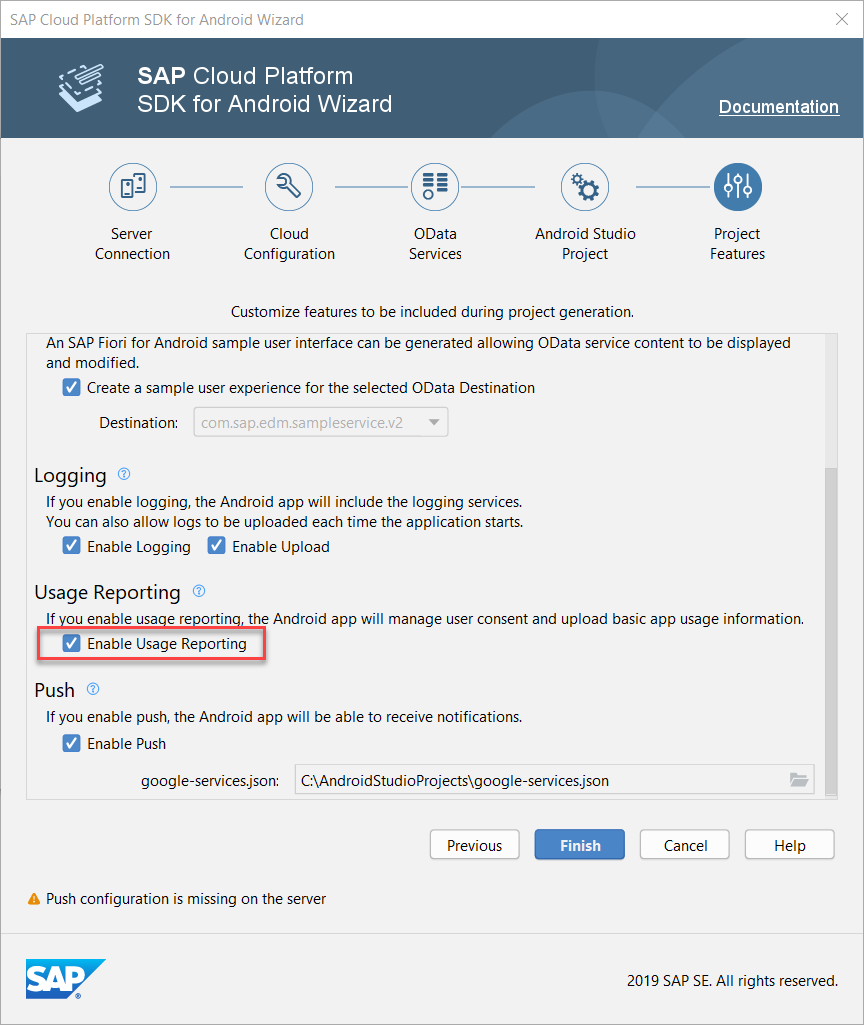 SAP Cloud Platform SDK for Android Wizard
SAP Cloud Platform
SDK for Android Wizard
Documentation
Server
Connection
Cloud
Configuration
OData
Services
Android Studio
Project
Project
Features
Customize features to be included during project generation.
An SAP Fiori for Android sample user interface can be generated allowing OData service content to be displayed
and modified.
Create a sample user experience for the selected OData Destination
Destination: com.sap.edm.sampleservice.v2
Logging ?
If you enable logging, the Android app will include the logging services.
You can also allow logs to be uploaded each time the application starts.
Enable Logging Enable Upload
Usage Reporting ?
If you enable usage reporting, the Android app will manage user consent and upload basic app usage information.
Enable Usage Reporting
Push ?
If you enable push, the Android app will be able to receive notifications.
Enable Push
google-services.json: C:\AndroidStudioProjects\google-services.json
Previous Finish Cancel Help
Push configuration is missing on the server
SAP ®
2019 SAP SE. All rights reserved.